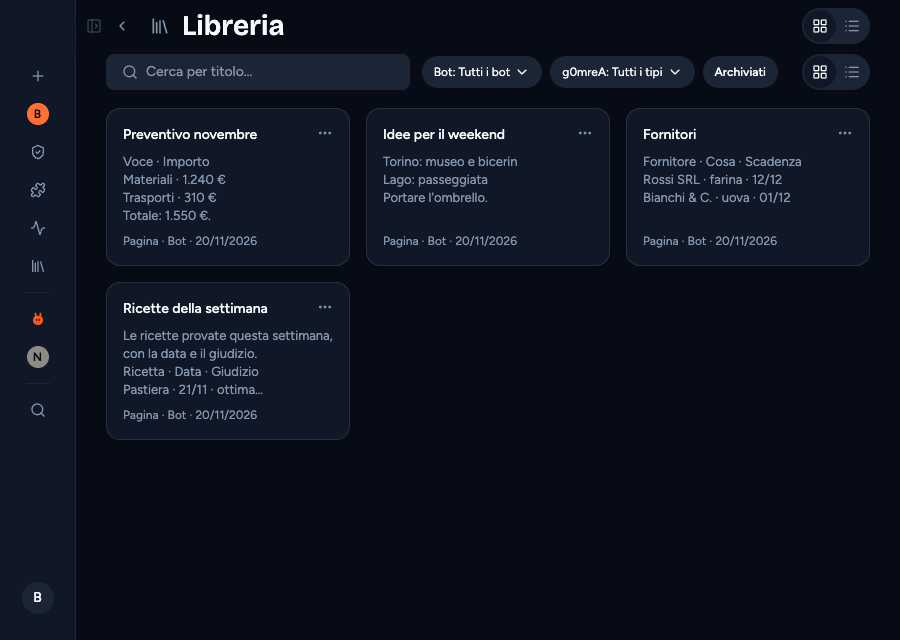 Libreria
Cerca per titolo...
Bot: Tutti i bot
g0mreA: Tutti i tipi
Archiviati
B
Preventivo novembre
Voce · Importo
Materiali · 1.240 €
Trasporti · 310 €
Totale: 1.550 €.
Pagina · Bot · 20/11/2026
Idee per il weekend
Torino: museo e bicerin
Lago: passeggiata
Portare l'ombrello.
Pagina · Bot · 20/11/2026
Fornitori
Fornitore · Cosa · Scadenza
Rossi SRL · farina · 12/12
Bianchi & C. · uova · 01/12
Pagina · Bot · 20/11/2026
Ricette della settimana
Le ricette provate questa settimana,
con la data e il giudizio.
Ricetta · Data · Giudizio
Pastiera · 21/11 · ottima...
Pagina · Bot · 20/11/2026
N
B